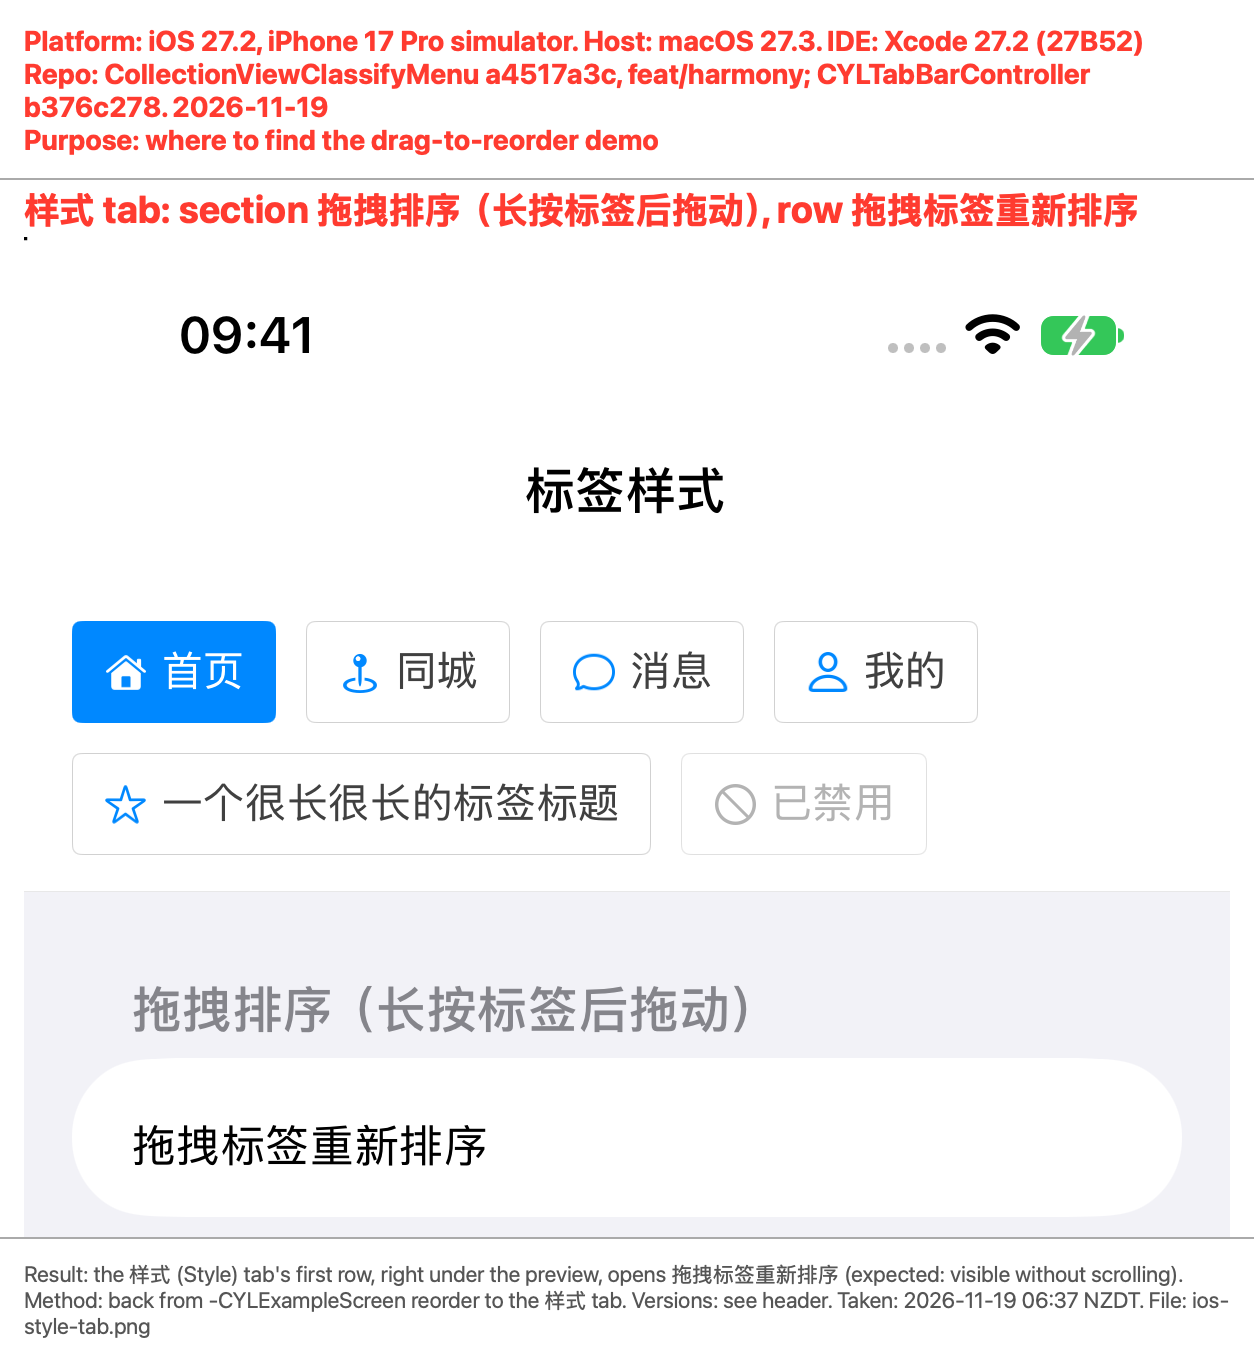 Platform: iOS 27.2, iPhone 17 Pro simulator. Host: macOS 27.3. IDE: Xcode 27.2 (27B52)
Repo: CollectionViewClassifyMenu a4517a3c, feat/harmony; CYLTabBarController
b376c278. 2026-11-19
Purpose: where to find the drag-to-reorder demo
样式 tab: section 拖拽排序（长按标签后拖动）, row 拖拽标签重新排序
09:41
标签样式
首页 同城 消息 我的
一个很长很长的标签标题 已禁用
拖拽排序（长按标签后拖动）
拖拽标签重新排序
Result: the 样式 (Style) tab's first row, right under the preview, opens 拖拽标签重新排序 (expected: visible without scrolling).
Method: back from -CYLExampleScreen reorder to the 样式 tab. Versions: see header. Taken: 2026-11-19 06:37 NZDT. File: ios-
style-tab.png